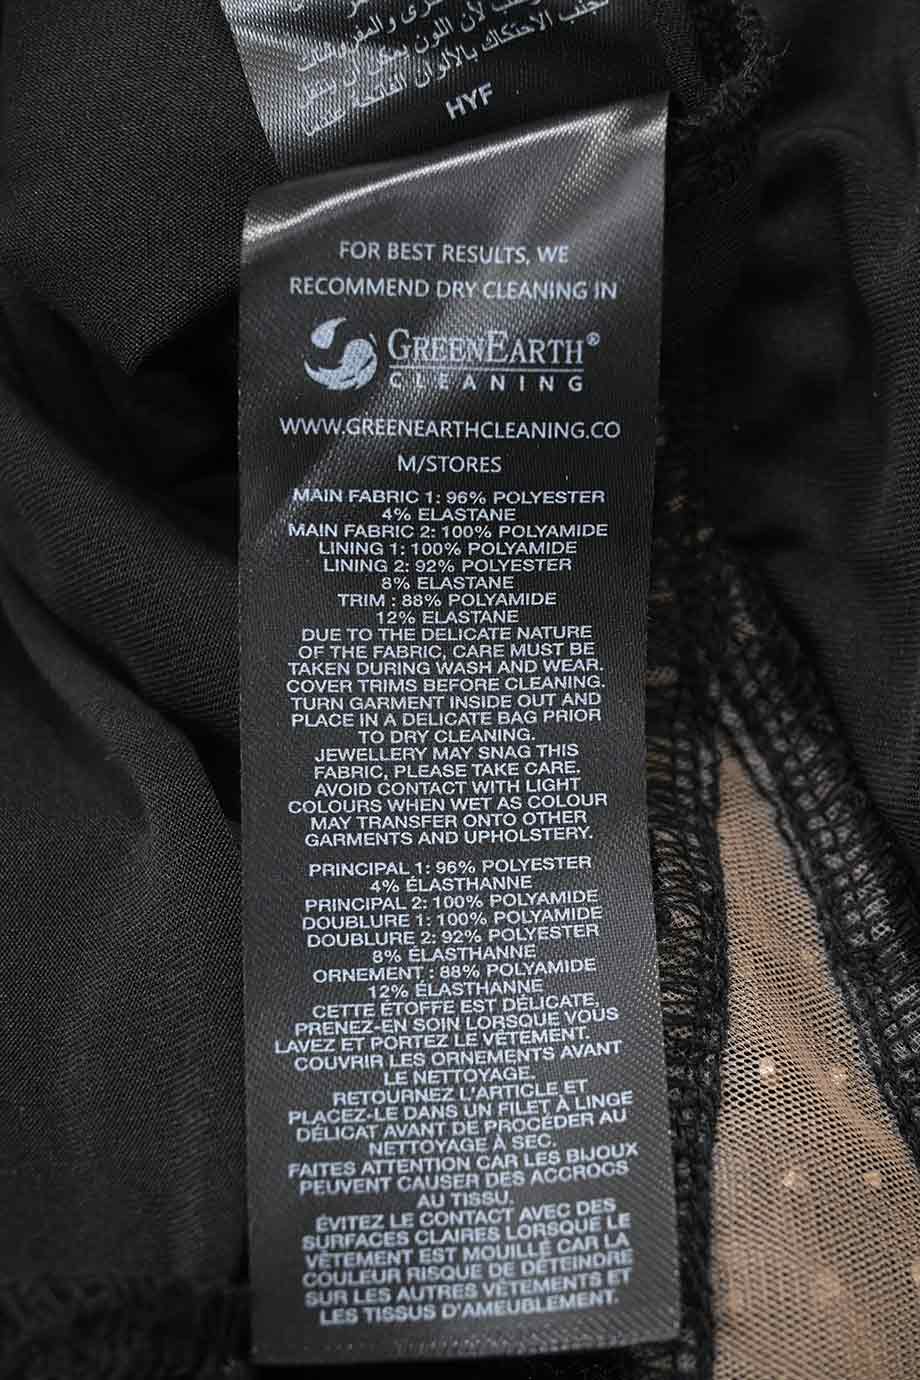 ى والمفروشات
لأن اللون يمكن أن
تجنب الاحتكاك بالألوان الفاتحة
HYF
FOR BEST RESULTS, WE
RECOMMEND DRY CLEANING IN
GREENEARTH®
CLEANING
WWW.GREENEARTHCLEANING.CO
M/STORES
MAIN FABRIC 1: 96% POLYESTER
4% ELASTANE
MAIN FABRIC 2: 100% POLYAMIDE
LINING 1: 100% POLYAMIDE
LINING 2: 92% POLYESTER
8% ELASTANE
TRIM : 88% POLYAMIDE
12% ELASTANE
DUE TO THE DELICATE NATURE
OF THE FABRIC, CARE MUST BE
TAKEN DURING WASH AND WEAR.
COVER TRIMS BEFORE CLEANING.
TURN GARMENT INSIDE OUT AND
PLACE IN A DELICATE BAG PRIOR
TO DRY CLEANING.
JEWELLERY MAY SNAG THIS
FABRIC, PLEASE TAKE CARE.
AVOID CONTACT WITH LIGHT
COLOURS WHEN WET AS COLOUR
MAY TRANSFER ONTO OTHER
GARMENTS AND UPHOLSTERY.
PRINCIPAL 1: 96% POLYESTER
4% ÉLASTHANNE
PRINCIPAL 2: 100% POLYAMIDE
DOUBLURE 1: 100% POLYAMIDE
DOUBLURE 2: 92% POLYESTER
8% ÉLASTHANNE
ORNEMENT : 88% POLYAMIDE
12% ÉLASTHANNE
CETTE ÉTOFFE EST DÉLICATE,
PRENEZ-EN SOIN LORSQUE VOUS
LAVEZ ET PORTEZ LE VÊTEMENT.
COUVRIR LES ORNEMENTS AVANT
LE NETTOYAGE.
RETOURNEZ L'ARTICLE ET
PLACEZ-LE DANS UN FILET À LINGE
DÉLICAT AVANT DE PROCÉDER AU
NETTOYAGE À SEC.
FAITES ATTENTION CAR LES BIJOUX
PEUVENT CAUSER DES ACCROCS
AU TISSU.
ÉVITEZ LE CONTACT AVEC DES
SURFACES CLAIRES LORSQUE LE
VÊTEMENT EST MOUILLÉ CAR LA
COULEUR RISQUE DE DÉTEINDRE
SUR LES AUTRES VÊTEMENTS ET
LES TISSUS D'AMEUBLEMENT.